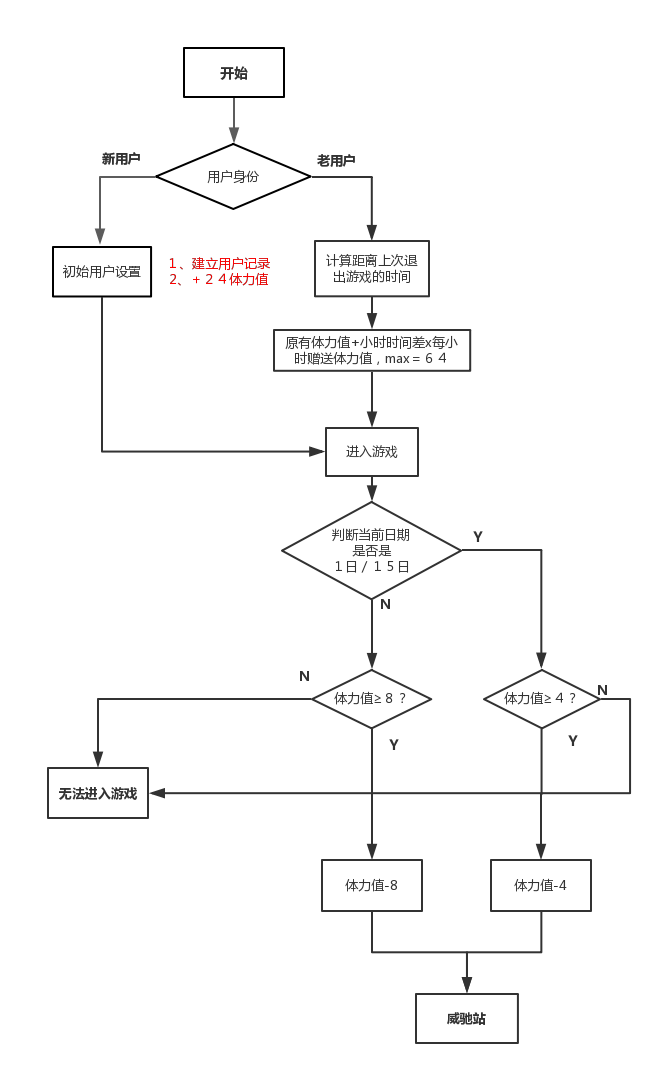 开始
新用户
老用户
用户身份
初始用户设置
１、建立用户记录
２、＋２４体力值
计算距离上次退
出游戏的时间
原有体力值+小时时间差x每小
时赠送体力值，max＝６４
进入游戏
判断当前日期
是否是
１日／１５日
Y
N
N
体力值≥８？
体力值≥４？
N
Y
Y
无法进入游戏
体力值-8
体力值-4
威驰站